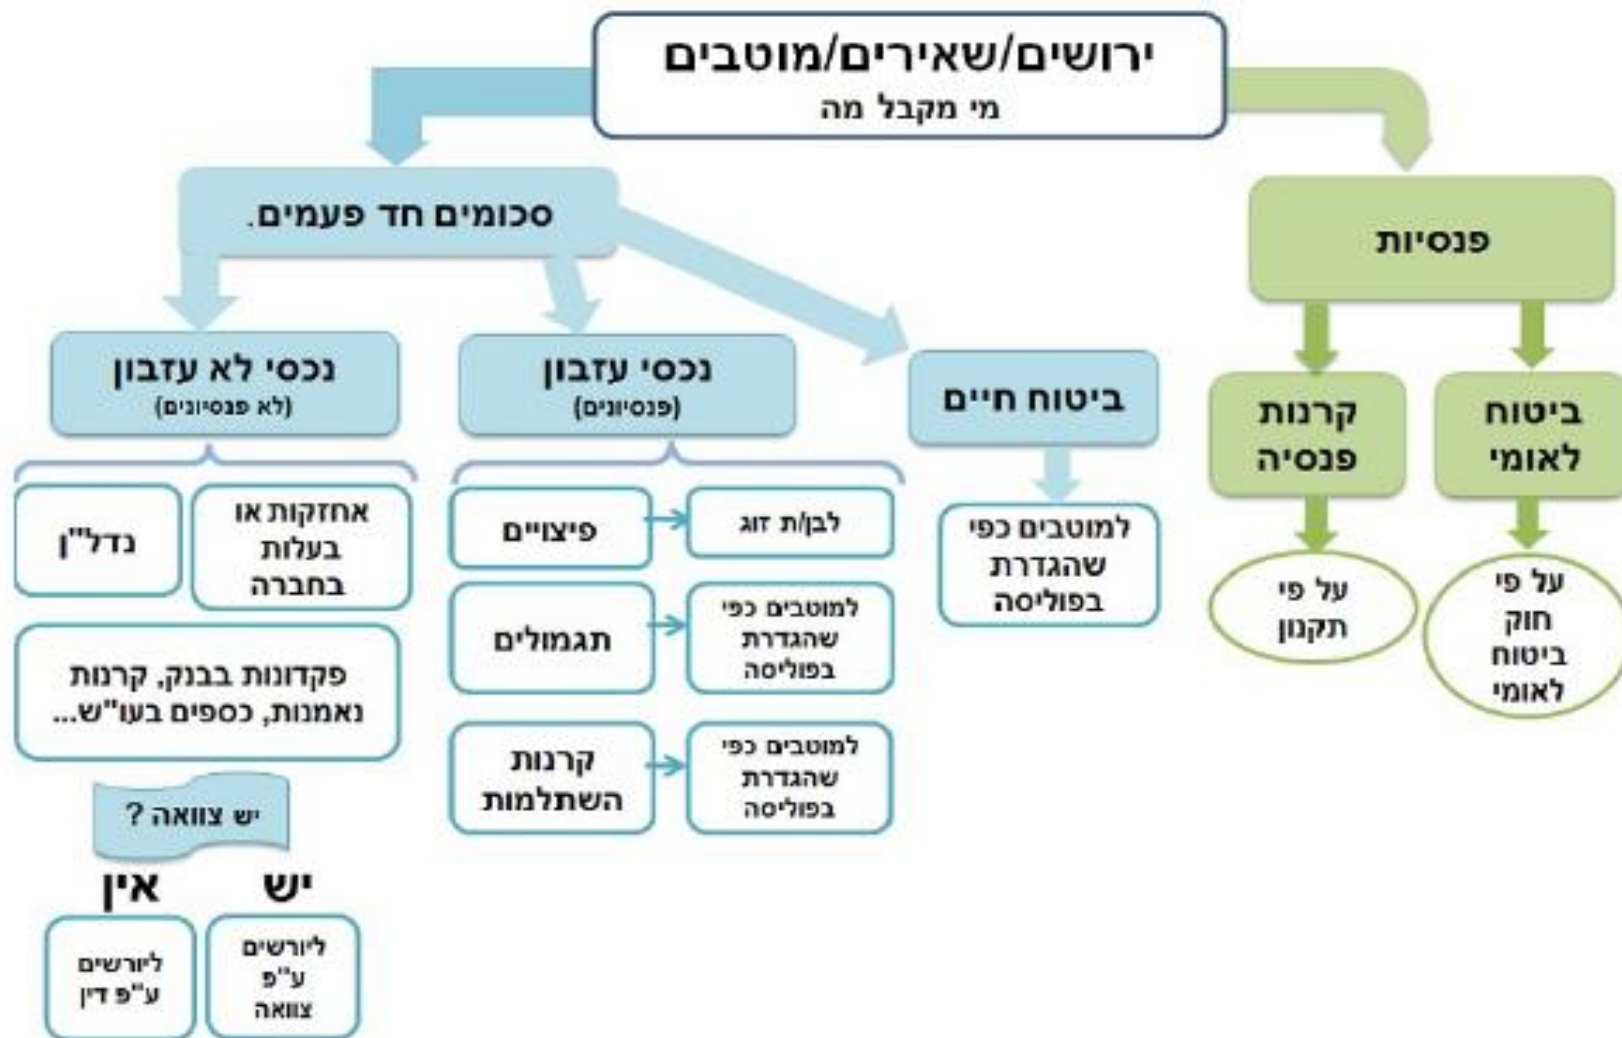 ירושים/שאירים/מוטבים
מי מקבל מה
פנסיות
ביטוח
לאומי
על פי
חוק
ביטוח
לאומי
קרנות
פנסיה
על פי
תקנון
סכומים חד פעמים.
ביטוח חיים
למוטבים כפי
שהגדרת
בפוליסה
נכסי עזבון
(פנסיונים)
פיצויים
לבן/ת זוג
תגמולים
למוטבים כפי
שהגדרת
בפוליסה
קרנות
השתלמות
למוטבים כפי
שהגדרת
בפוליסה
נכסי לא עזבון
(לא פנסיונים)
אחזקות או
בעלות
בחברה
נדל"ן
פקדונות בבנק, קרנות
נאמנות, כספים בעו"ש...
יש צוואה ?
יש
ליורשים
ע"פ
צוואה
אין
ליורשים
ע"פ דין